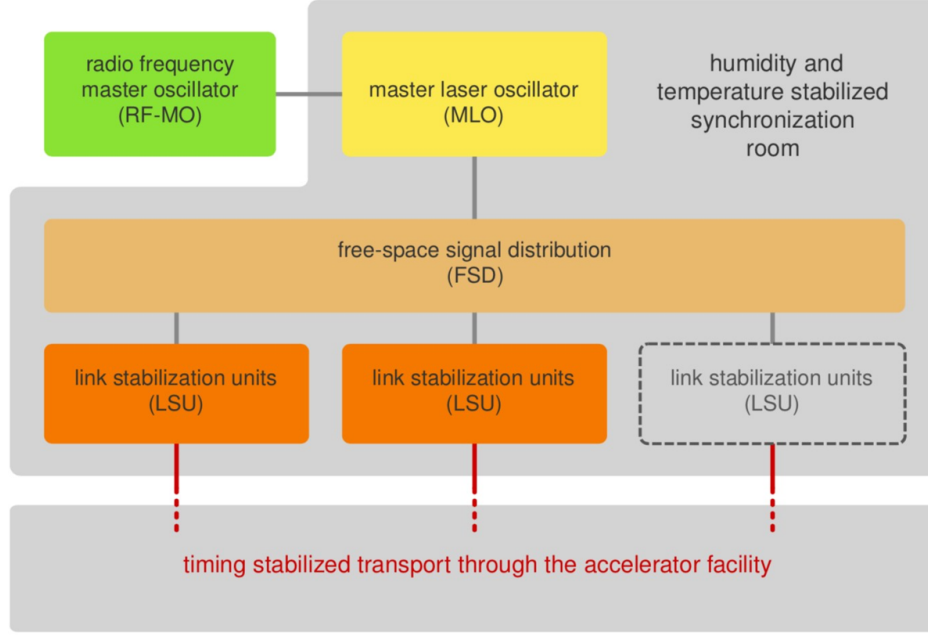 radio frequency
master oscillator
(RF-MO)
master laser oscillator
(MLO)
humidity and
temperature stabilized
synchronization
room
free-space signal distribution
(FSD)
link stabilization units
(LSU)
link stabilization units
(LSU)
link stabilization units
(LSU)
timing stabilized transport through the accelerator facility